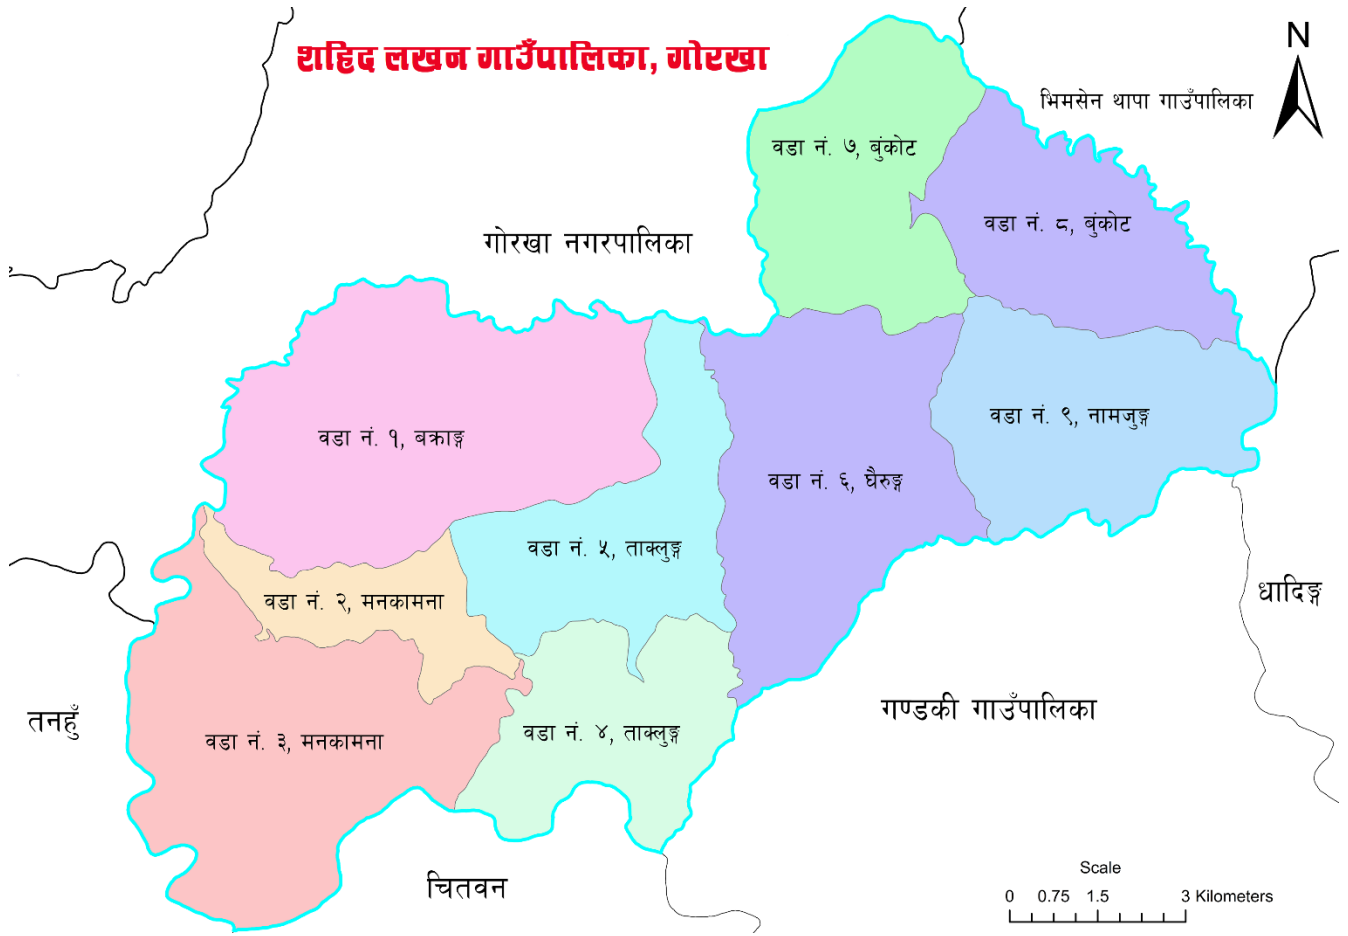 शहिद लखन गाउँपालिका, गोरखा
N
भिमसेन थापा गाउँपालिका
वडा नं. ७, बुंकोट
वडा नं. ८, बुंकोट
गोरखा नगरपालिका
वडा नं. ९, नामजुङ्ग
वडा नं. १, बक्राङ्ग
वडा नं. ६, घैरुङ्ग
वडा नं. ५, ताक्लुङ्ग
धादिङ्ग
वडा नं. २, मनकामना
गण्डकी गाउँपालिका
तनहुँ
वडा नं. ४, ताक्लुङ्ग
वडा नं. ३, मनकामना
चितवन
Scale
0 0.75 1.5 3 Kilometers